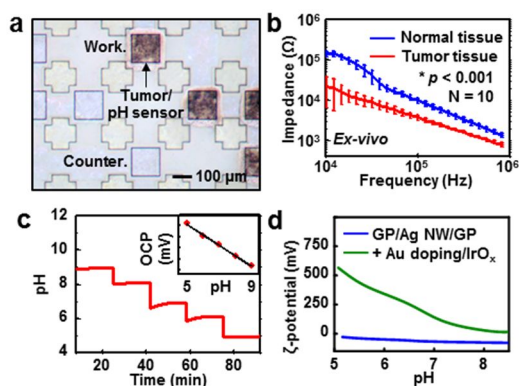 a
Work.
Tumor/
pH sensor
Counter.
100 µm
b
Impedance (Ω)
10⁶
10⁵
10⁴
10³
Normal tissue
Tumor tissue
* p < 0.001
N = 10
Ex-vivo
10⁴
10⁵
10⁶
Frequency (Hz)
c
pH
12
10
8
6
4
OCP
(mV)
5
pH
9
20
40
60
80
Time (min)
d
ζ-potential (mV)
750
500
250
0
GP/Ag NW/GP
+ Au doping/IrOₓ
5
6
7
8
pH